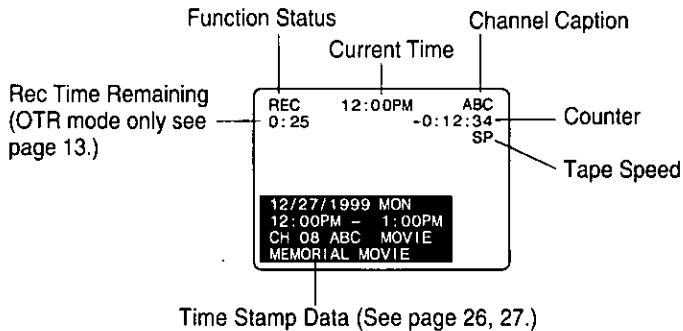 Function Status
Channel Caption
Current Time
Rec Time Remaining
(OTR mode only see
page 13.)
REC 12:00PM ABC
0:25 -0:12:34
SP
Counter
Tape Speed
12/27/1999 MON
12:00PM - 1:00PM
CH 08 ABC MOVIE
MEMORIAL MOVIE
Time Stamp Data (See page 26, 27.)